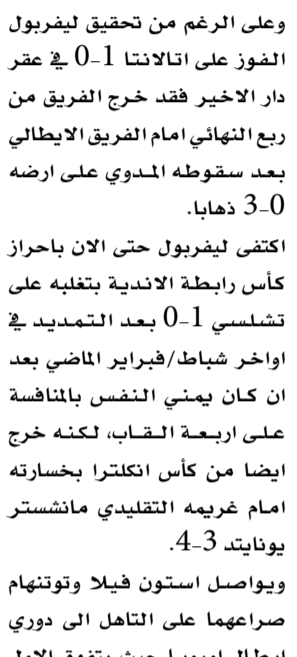 وعلى الرغم من تحقيق ليفربول
الفوز على اتالانتا 1-0 في عقر
دار الاخير فقد خرج الفريق من
ربع النهائي امام الفريق الايطالي
بعد سقوطه المدوي على ارضه
0-3 ذهابا.
اكتفى ليفربول حتى الان باحراز
كأس رابطة الاندية بتغلبه على
تشلسي 1-0 بعد التمديد في
اواخر شباط/فبراير الماضي بعد
ان كان يمني النفس بالمنافسة
على اربعة القاب، لكنه خرج
ايضا من كأس انكلترا بخسارته
امام غريمه التقليدي مانشستر
يونايتد 3-4.
ويواصل استون فيلا وتوتنهام
صراعهما على التاهل الى دوري